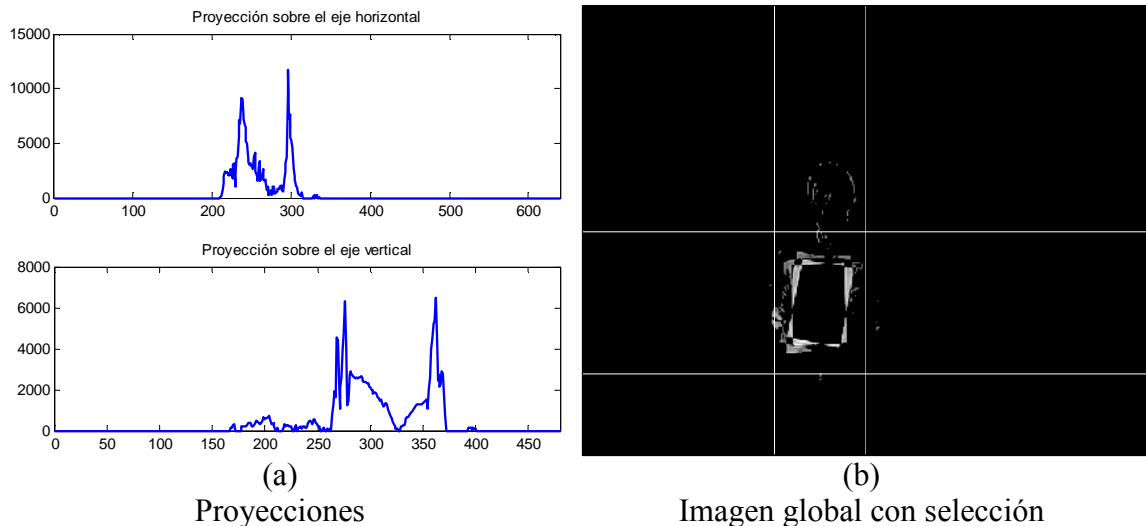 Proyección sobre el eje horizontal
15000
10000
5000
0
0 100 200 300 400 500 600
Proyección sobre el eje vertical
8000
6000
4000
2000
0
0 50 100 150 200 250 300 350 400 450
(a)
Proyecciones
(b)
Imagen global con selección